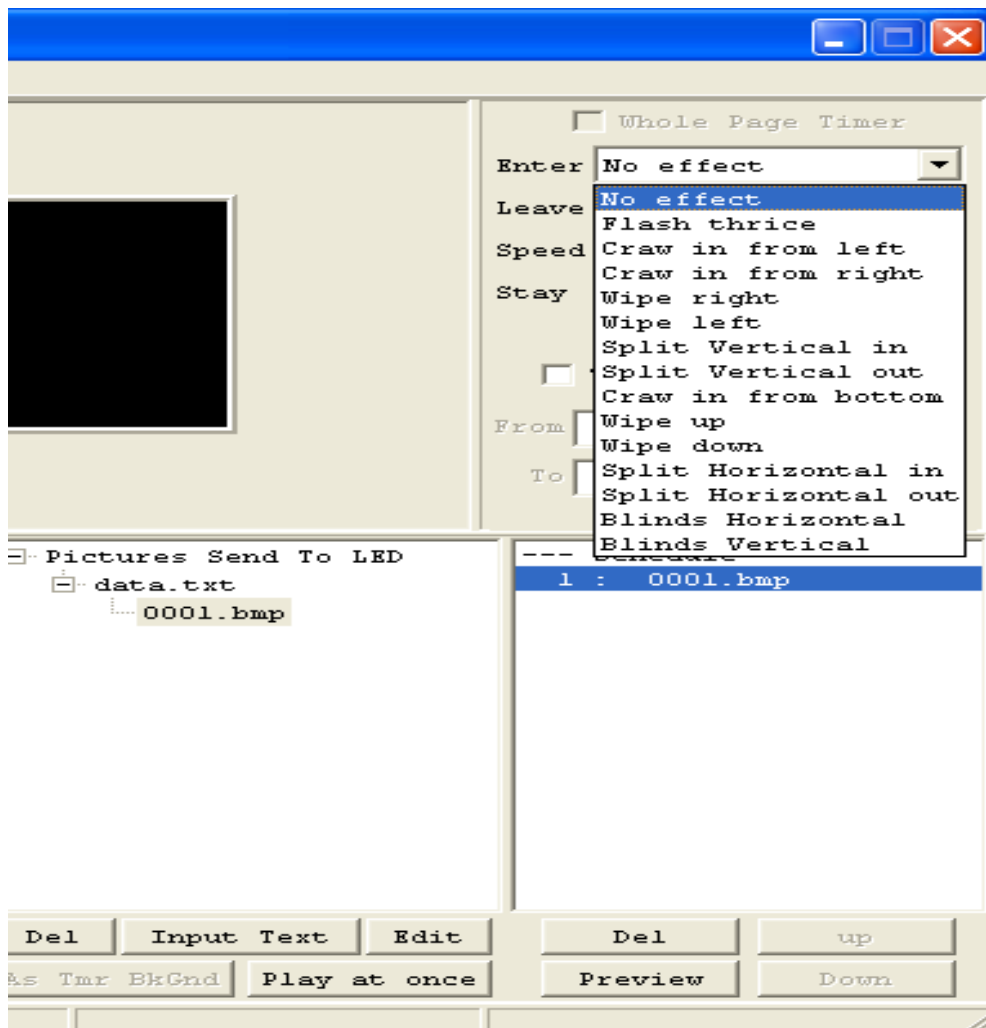 Whole Page Timer
Enter No effect
Leave
Speed
Stay
From
To
No effect
Flash thrice
Craw in from left
Craw in from right
Wipe right
Wipe left
Split Vertical in
Split Vertical out
Craw in from bottom
Wipe up
Wipe down
Split Horizontal in
Split Horizontal out
Blinds Horizontal
Blinds Vertical
Pictures Send To LED
data.txt
0001.bmp
--- Schedule
1 : 0001.bmp
Del Input Text Edit Del up
As Tmr BkGnd Play at once Preview Down